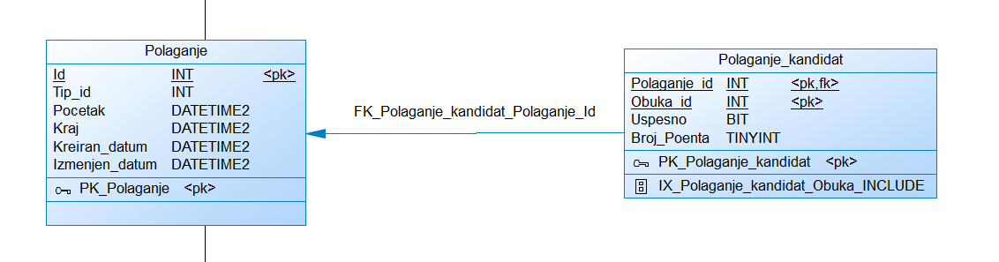 Polaganje
Id INT <pk>
Tip_id INT
Pocetak DATETIME2
Kraj DATETIME2
Kreiran_datum DATETIME2
Izmenjen_datum DATETIME2
PK_Polaganje <pk>
FK_Polaganje_kandidat_Polaganje_Id
Polaganje_kandidat
Polaganje_id INT <pk,fk>
Obuka_id INT <pk>
Uspesno BIT
Broj_Poenta TINYINT
PK_Polaganje_kandidat <pk>
IX_Polaganje_kandidat_Obuka_INCLUDE